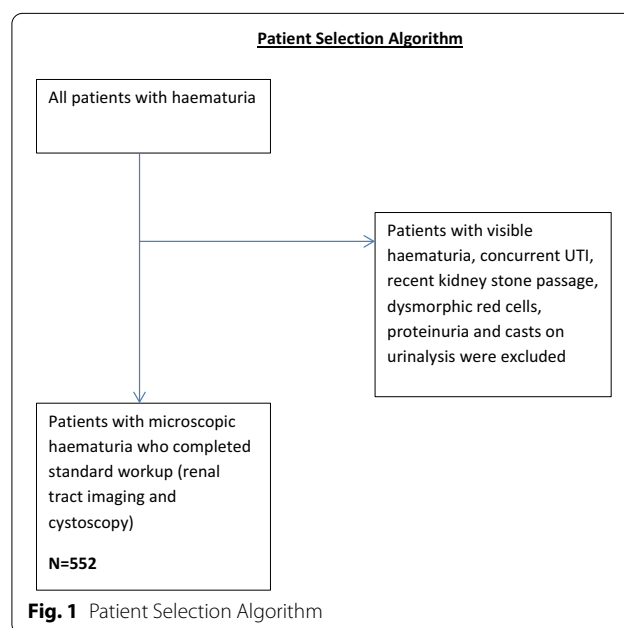 Patient Selection Algorithm
All patients with haematuria
Patients with visible
haematuria, concurrent UTI,
recent kidney stone passage,
dysmorphic red cells,
proteinuria and casts on
urinalysis were excluded
Patients with microscopic
haematuria who completed
standard workup (renal
tract imaging and
cystoscopy)
N=552
Fig. 1 Patient Selection Algorithm